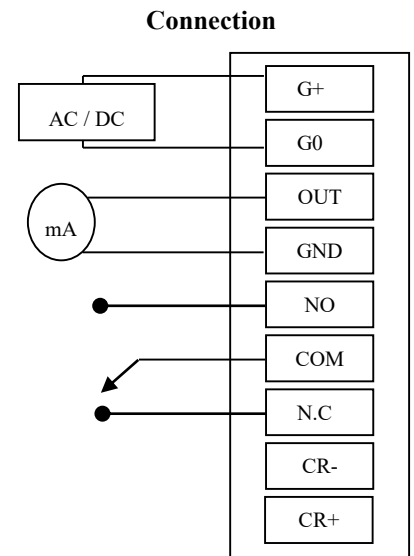 Connection
G+
AC / DC
G0
OUT
mA
GND
NO
COM
N.C
CR-
CR+